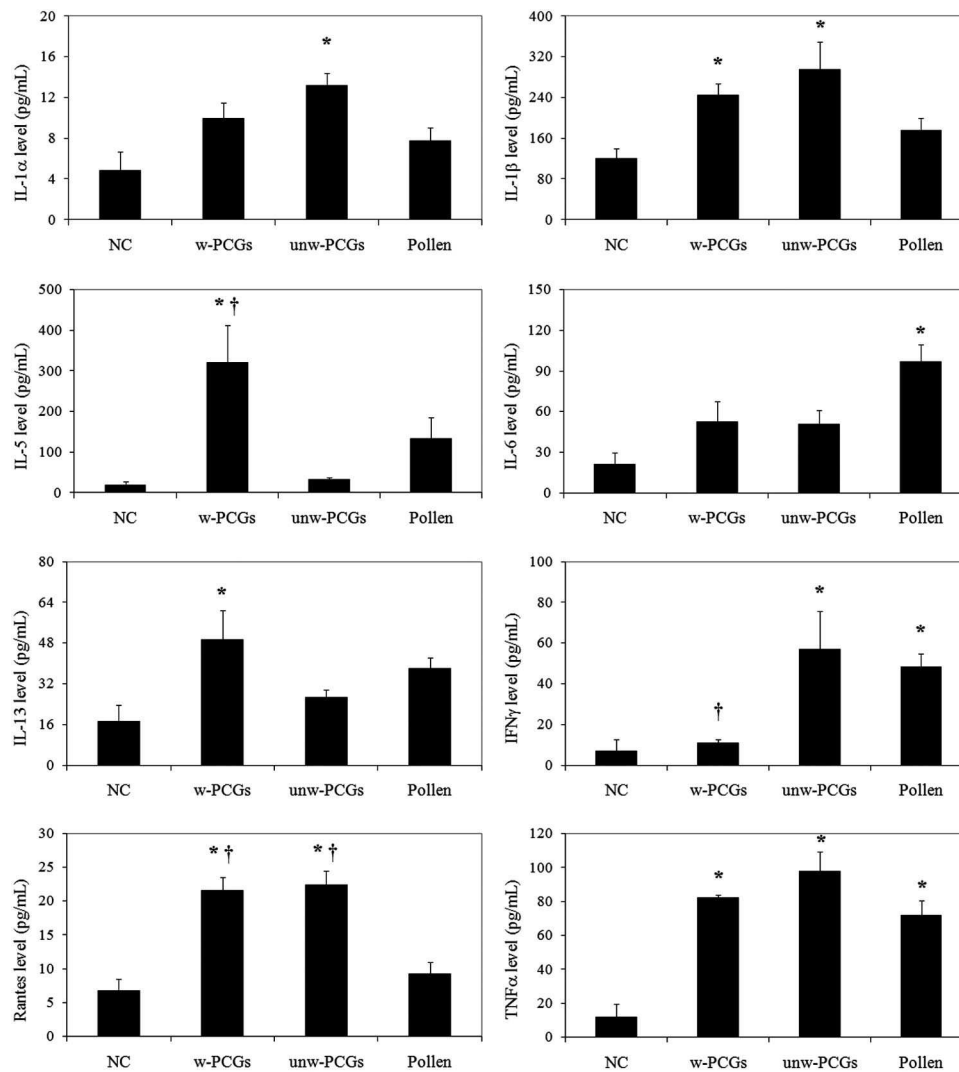 IL-1α level (pg/mL)
20
16
12
8
4
0
*
NC w-PCGs unw-PCGs Pollen
IL-1β level (pg/mL)
400
320
240
160
80
0
* *
NC w-PCGs unw-PCGs Pollen
IL-5 level (pg/mL)
500
400
300
200
100
0
* †
NC w-PCGs unw-PCGs Pollen
IL-6 level (pg/mL)
150
120
90
60
30
0
*
NC w-PCGs unw-PCGs Pollen
IL-13 level (pg/mL)
80
64
48
32
16
0
*
NC w-PCGs unw-PCGs Pollen
IFNγ level (pg/mL)
100
80
60
40
20
0
† * *
NC w-PCGs unw-PCGs Pollen
Rantes level (pg/mL)
30
25
20
15
10
5
0
* † * †
NC w-PCGs unw-PCGs Pollen
TNFα level (pg/mL)
120
100
80
60
40
20
0
* * *
NC w-PCGs unw-PCGs Pollen